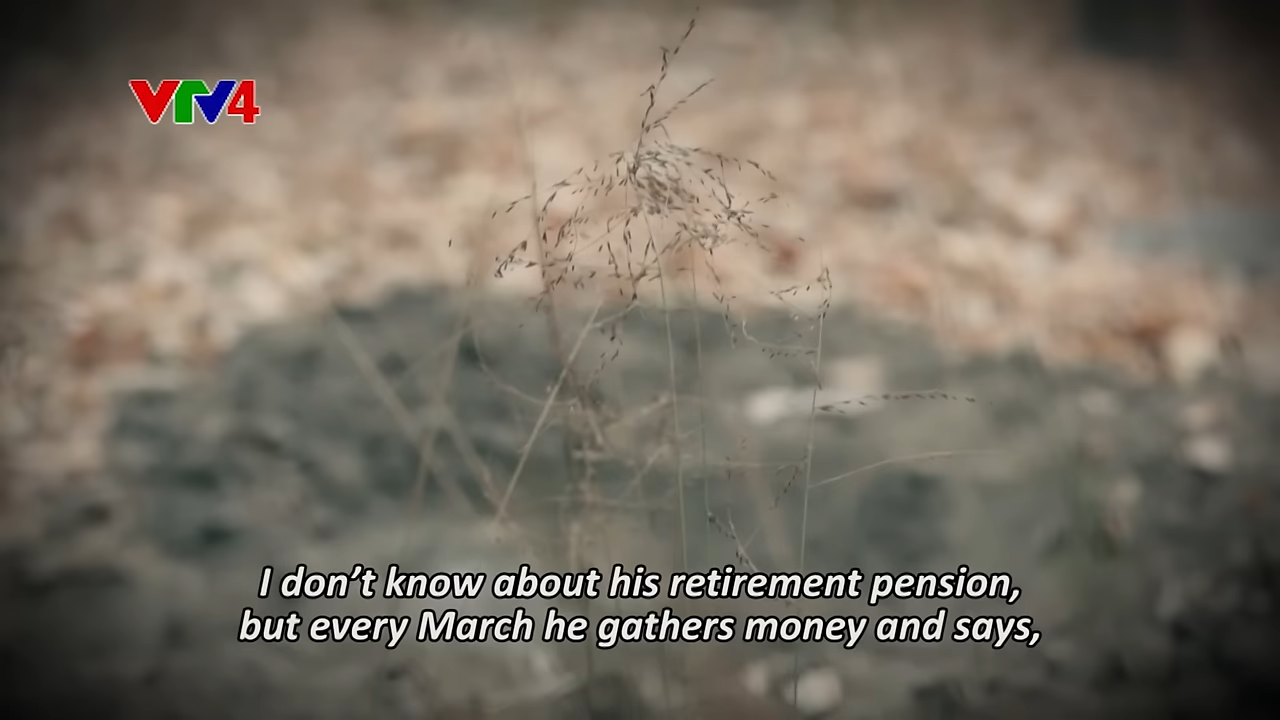 VTV4
I don't know about his retirement pension,
but every March he gathers money and says,